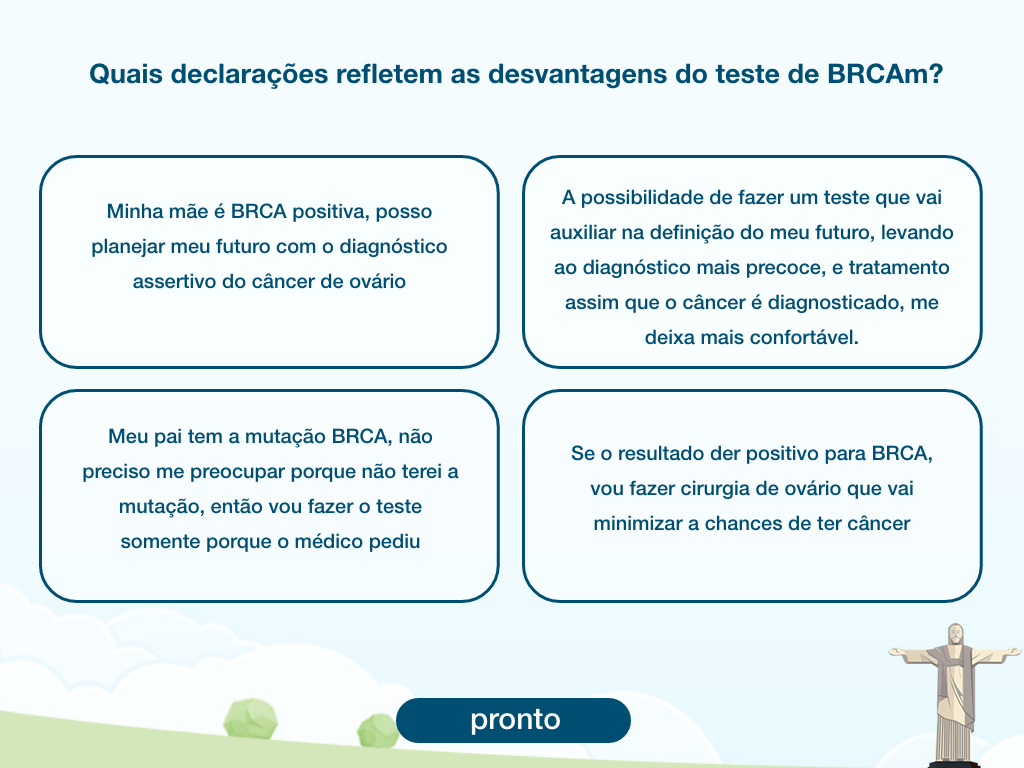 Quais declarações refletem as desvantagens do teste de BRCAm?
Minha mãe é BRCA positiva, posso
planejar meu futuro com o diagnóstico
assertivo do câncer de ovário
A possibilidade de fazer um teste que vai
auxiliar na definição do meu futuro, levando
ao diagnóstico mais precoce, e tratamento
assim que o câncer é diagnosticado, me
deixa mais confortável.
Meu pai tem a mutação BRCA, não
preciso me preocupar porque não terei a
mutação, então vou fazer o teste
somente porque o médico pediu
Se o resultado der positivo para BRCA,
vou fazer cirurgia de ovário que vai
minimizar a chances de ter câncer
pronto